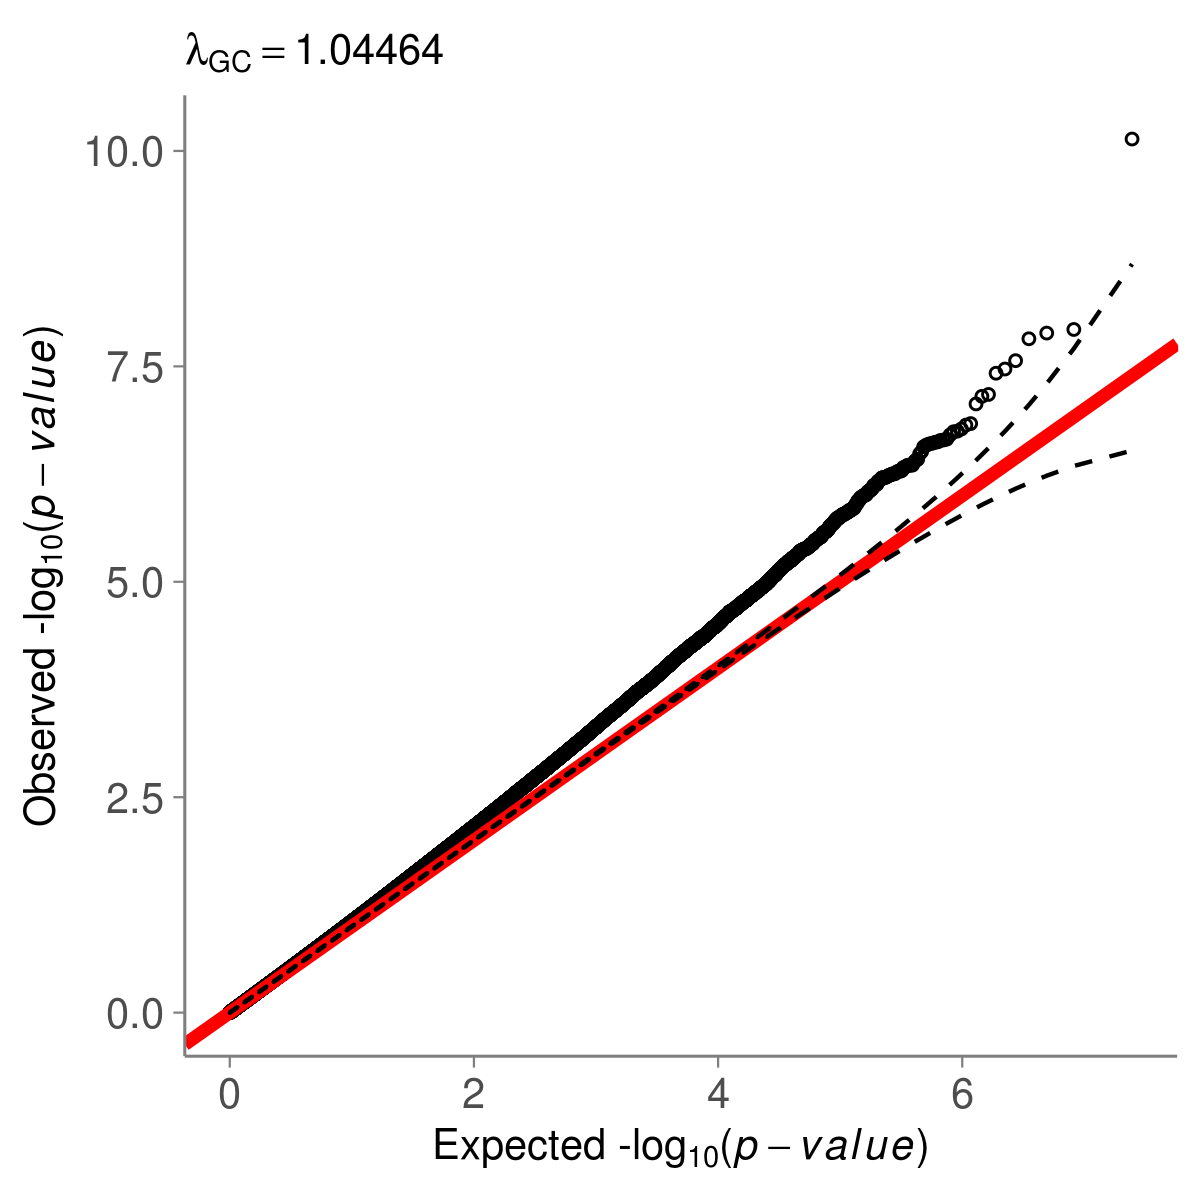 λGC = 1.04464
10.0
7.5
5.0
2.5
0.0
Observed -log10(p − value)
0 2 4 6
Expected -log10(p − value)